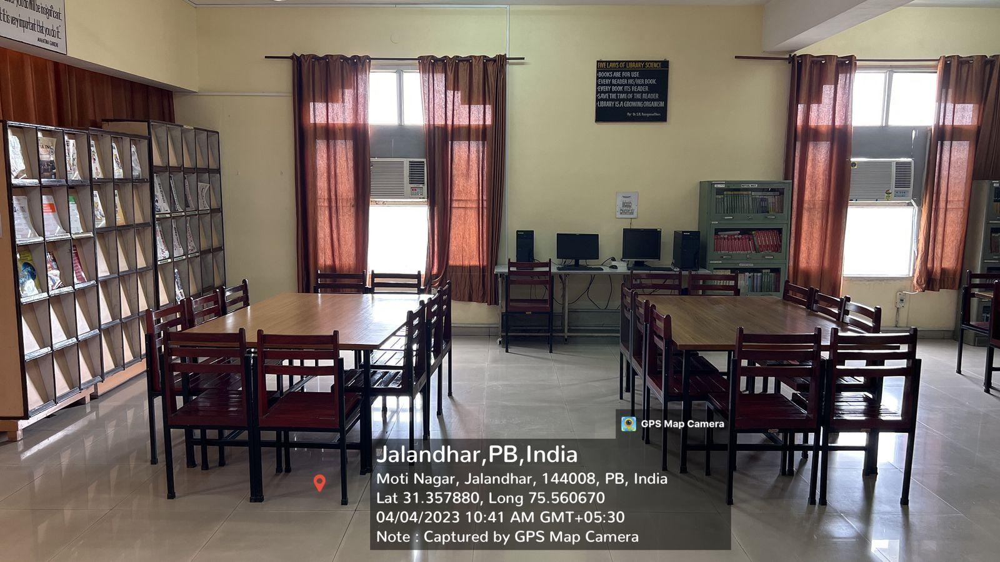 ever you do will be insignificant,
t it is very important that you do it."
MAHATMA GANDHI
FIVE LAWS OF LIBRARY SCIENCE
BOOKS ARE FOR USE.
EVERY READER HIS/HER BOOK.
EVERY BOOK ITS READER.
SAVE THE TIME OF THE READER
LIBRARY IS A GROWING ORGANISM
By:- Dr. S.R. Ranganathan
RETAIL MGT.
GPS Map Camera
Jalandhar,PB,India
Moti Nagar, Jalandhar, 144008, PB, India
Lat 31.357880, Long 75.560670
04/04/2023 10:41 AM GMT+05:30
Note : Captured by GPS Map Camera